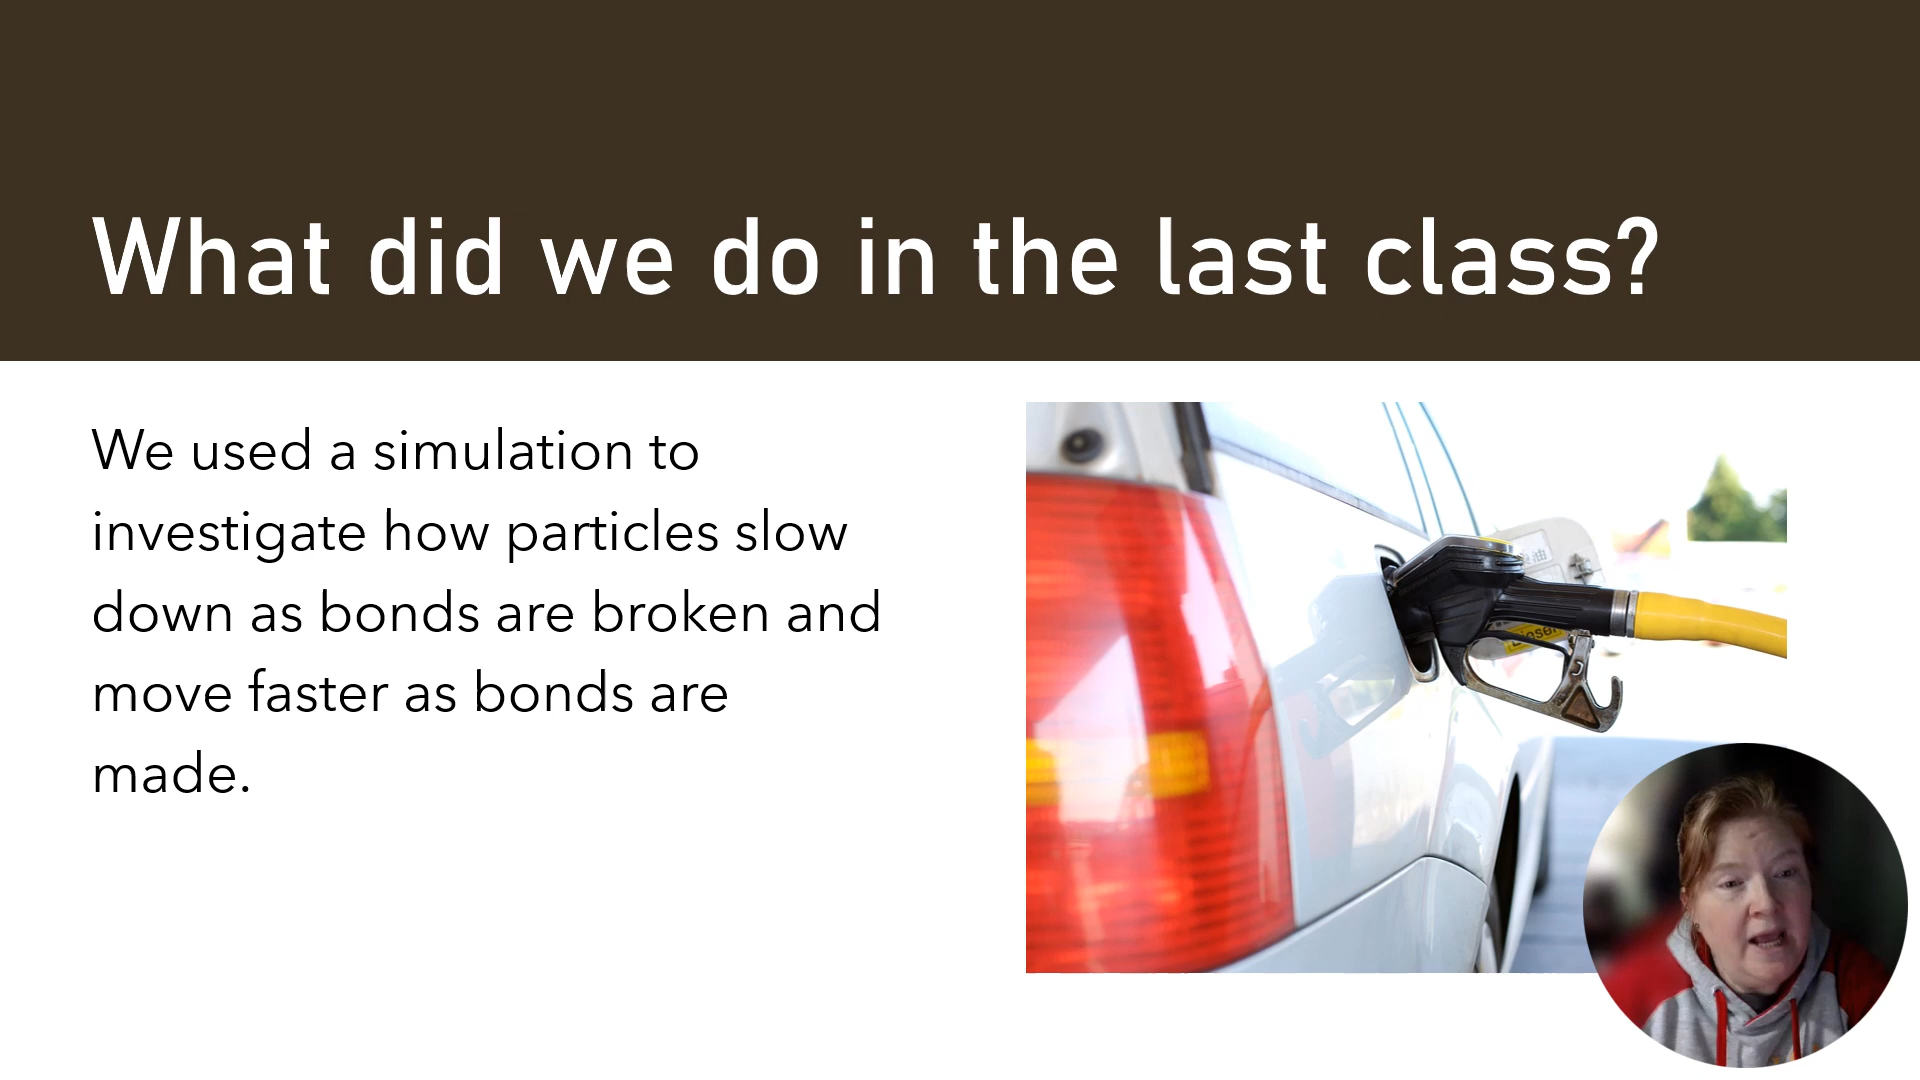 What did we do in the last class?
We used a simulation to
investigate how particles slow
down as bonds are broken and
move faster as bonds are
made.
Diesel